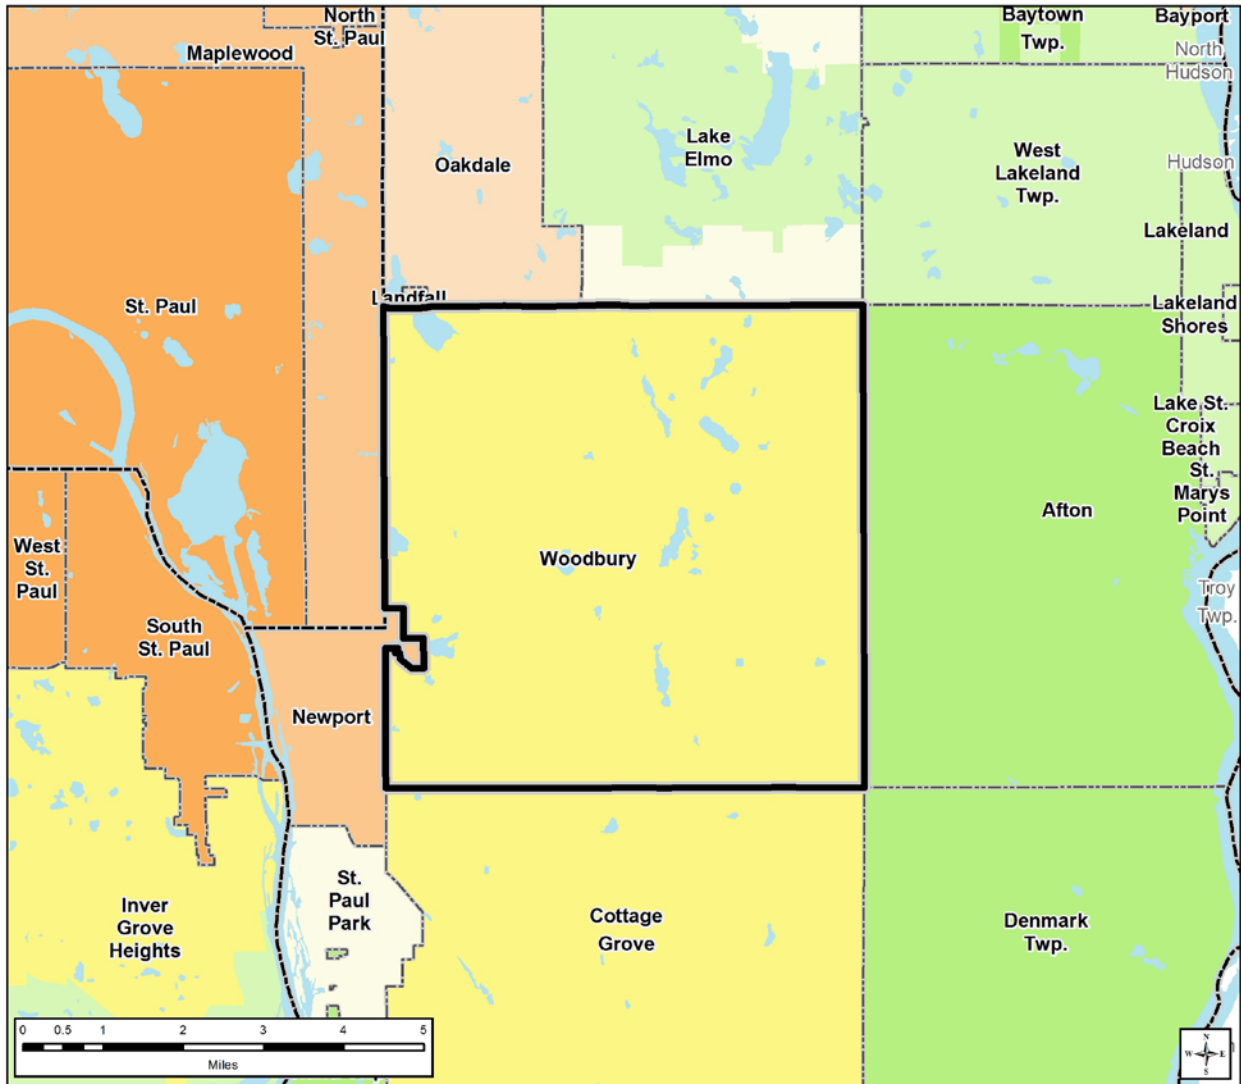 North
St. Paul
Maplewood
Baytown
Twp.
Bayport
North
Hudson
Oakdale
Lake
Elmo
West
Lakeland
Twp.
Hudson
Lakeland
St. Paul
Landfall
Lakeland
Shores
Lake St.
Croix
Beach
St.
Marys
Point
Afton
Woodbury
West
St.
Paul
South
St. Paul
Troy
Twp.
Newport
St.
Paul
Park
Inver
Grove
Heights
Cottage
Grove
Denmark
Twp.
0 0.5 1 2 3 4 5
Miles
N
W E
S